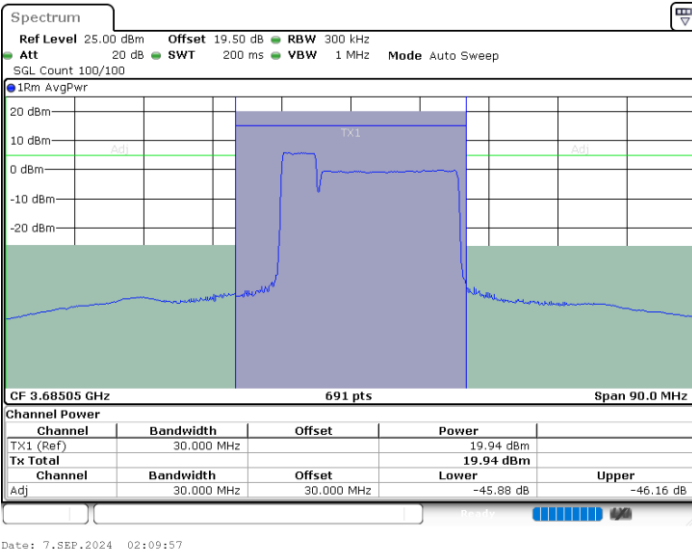 Spectrum
Ref Level 25.00 dBm Offset 19.50 dB RBW 300 kHz
Att 20 dB SWT 200 ms VBW 1 MHz Mode Auto Sweep
SGL Count 100/100
1Rm AvgPwr
20 dBm
TX1
10 dBm
Adj Adj
0 dBm
-10 dBm
-20 dBm
CF 3.68505 GHz 691 pts Span 90.0 MHz
Channel Power
Channel Bandwidth Offset Power
TX1 (Ref) 30.000 MHz 19.94 dBm
Tx Total 19.94 dBm
Channel Bandwidth Offset Lower Upper
Adj 30.000 MHz 30.000 MHz -45.88 dB -46.16 dB
Ready
Date: 7.SEP.2024 02:09:57